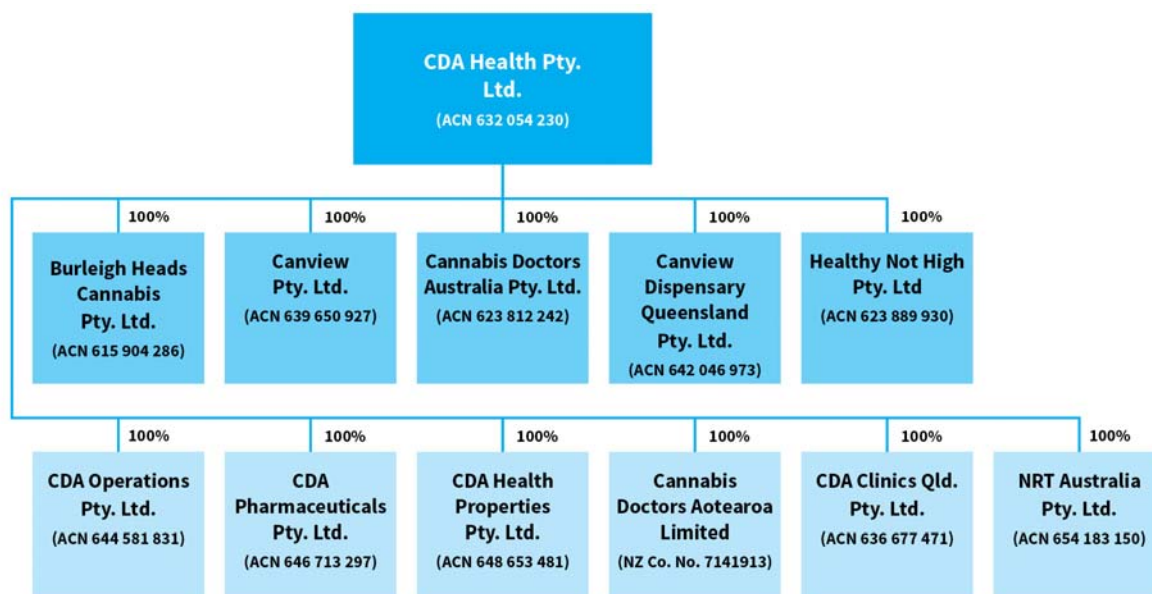 CDA Health Pty.
Ltd.
(ACN 632 054 230)
100%
100%
100%
100%
100%
Burleigh Heads
Cannabis
Pty. Ltd.
(ACN 615 904 286)
Canview
Pty. Ltd.
(ACN 639 650 927)
Cannabis Doctors
Australia Pty. Ltd.
(ACN 623 812 242)
Canview
Dispensary
Queensland
Pty. Ltd.
(ACN 642 046 973)
Healthy Not High
Pty. Ltd
(ACN 623 889 930)
100%
100%
100%
100%
100%
100%
CDA Operations
Pty. Ltd.
(ACN 644 581 831)
CDA
Pharmaceuticals
Pty. Ltd.
(ACN 646 713 297)
CDA Health
Properties
Pty. Ltd.
(ACN 648 653 481)
Cannabis
Doctors Aotearoa
Limited
(NZ Co. No. 7141913)
CDA Clinics Qld.
Pty. Ltd.
(ACN 636 677 471)
NRT Australia
Pty. Ltd.
(ACN 654 183 150)